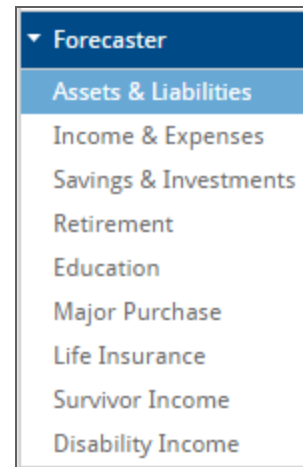 Forecaster
Assets & Liabilities
Income & Expenses
Savings & Investments
Retirement
Education
Major Purchase
Life Insurance
Survivor Income
Disability Income